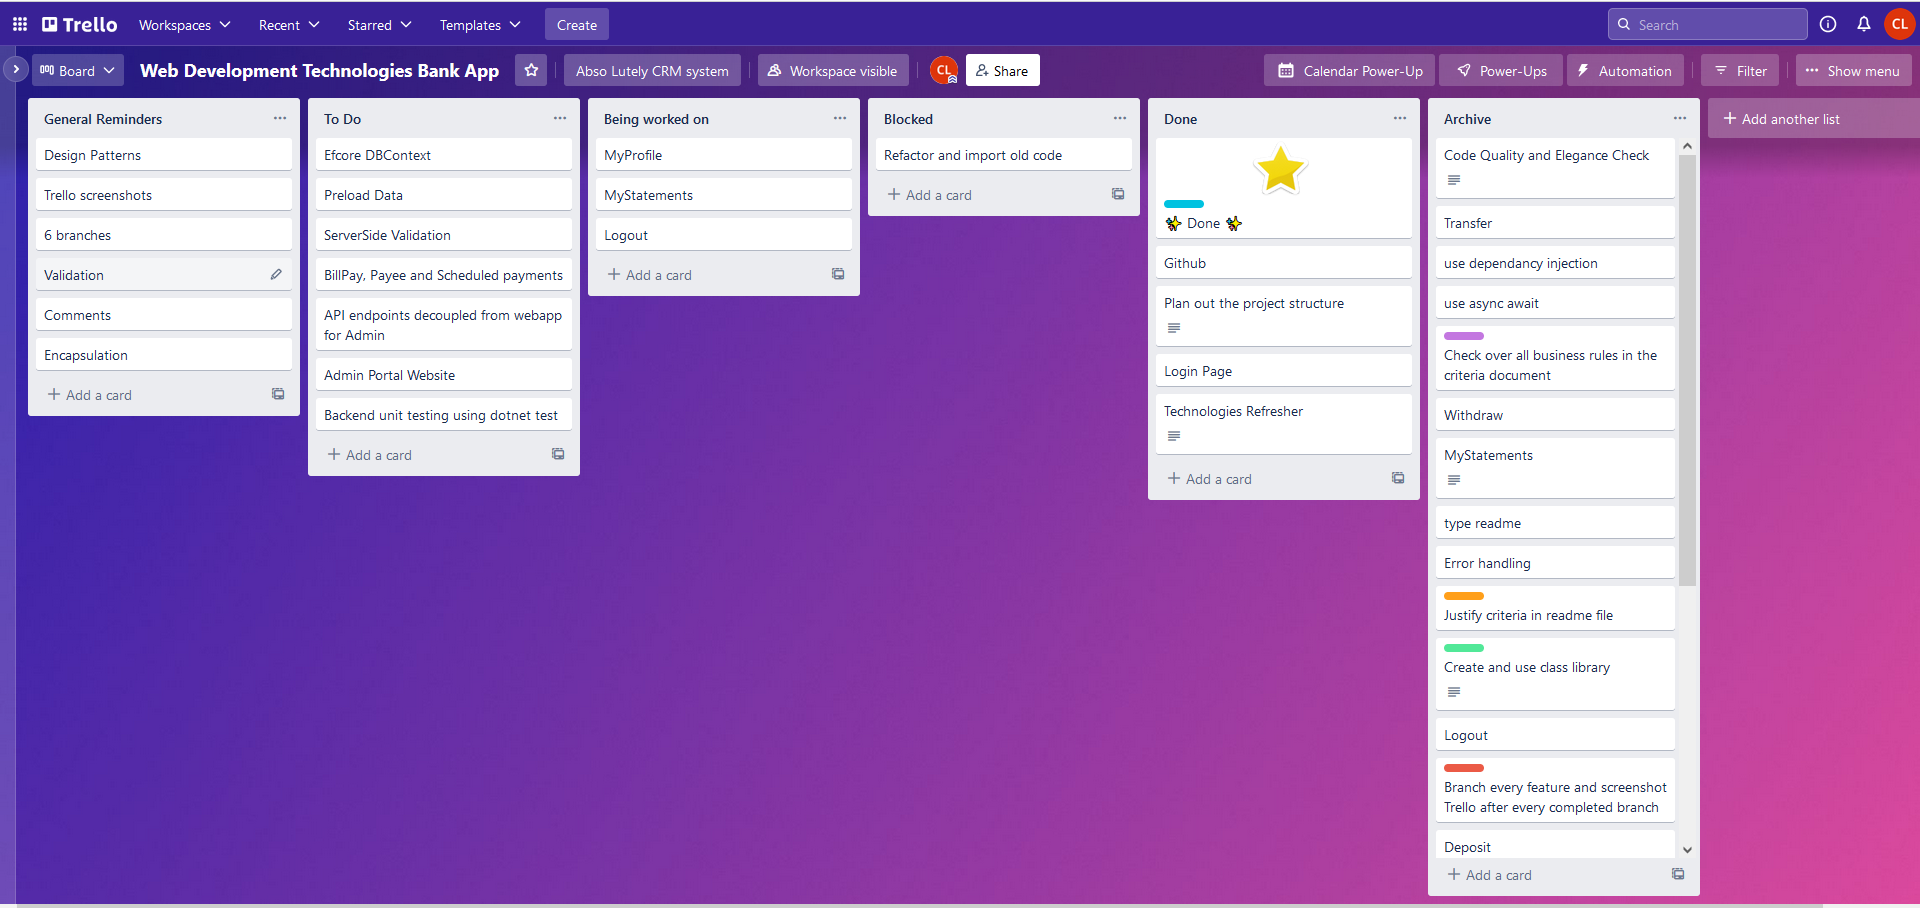 Trello
Workspaces
Recent
Starred
Templates
Create
Search
CL
Board
Web Development Technologies Bank App
Abso Lutely CRM system
Workspace visible
CL
Share
Calendar Power-Up
Power-Ups
Automation
Filter
Show menu
General Reminders
Design Patterns
Trello screenshots
6 branches
Validation
Comments
Encapsulation
Add a card
To Do
Efcore DBContext
Preload Data
ServerSide Validation
BillPay, Payee and Scheduled payments
API endpoints decoupled from webapp
for Admin
Admin Portal Website
Backend unit testing using dotnet test
Add a card
Being worked on
MyProfile
MyStatements
Logout
Add a card
Blocked
Refactor and import old code
Add a card
Done
✨ Done ✨
Github
Plan out the project structure
Login Page
Technologies Refresher
Add a card
Archive
Code Quality and Elegance Check
Transfer
use dependancy injection
use async await
Check over all business rules in the
criteria document
Withdraw
MyStatements
type readme
Error handling
Justify criteria in readme file
Create and use class library
Logout
Branch every feature and screenshot
Trello after every completed branch
Deposit
Add a card
Add another list